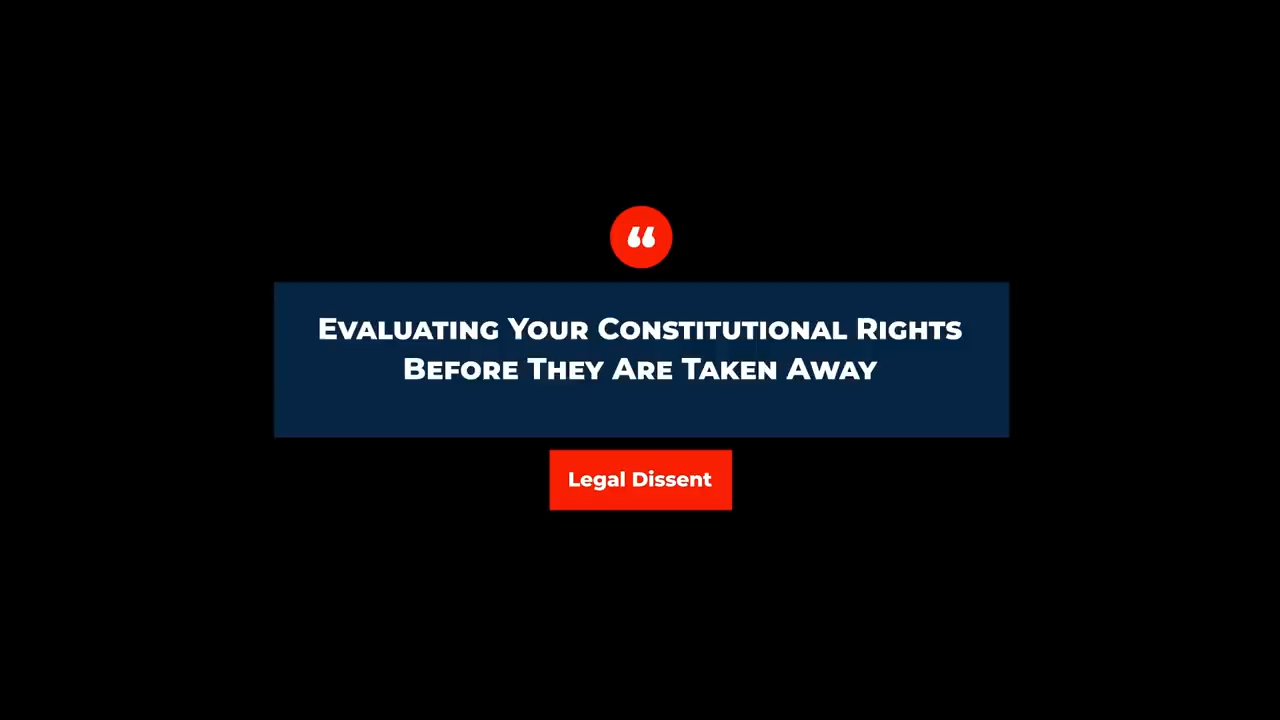 “
Evaluating Your Constitutional Rights
Before They Are Taken Away
Legal Dissent